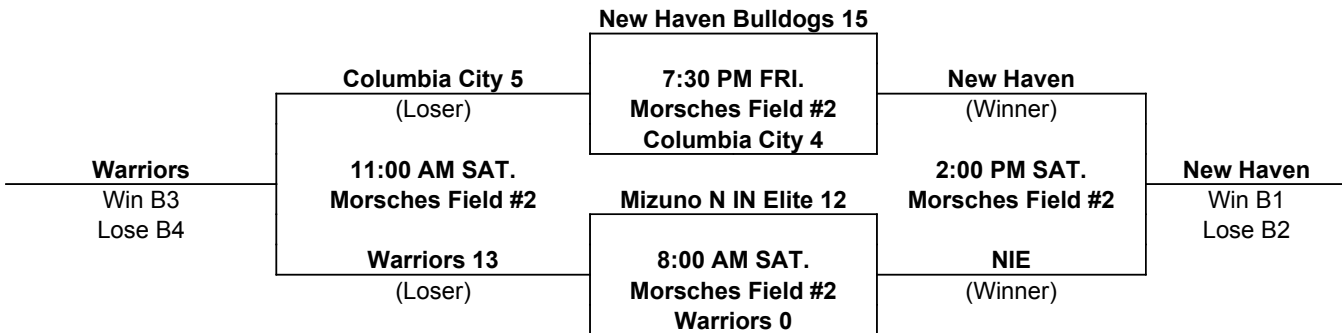 New Haven Bulldogs 15
Columbia City 5
7:30 PM FRI.
New Haven
(Loser)
Morsches Field #2
(Winner)
Columbia City 4
Warriors
11:00 AM SAT.
2:00 PM SAT.
New Haven
Win B3
Morsches Field #2
Mizuno N IN Elite 12
Morsches Field #2
Win B1
Lose B4
Lose B2
Warriors 13
8:00 AM SAT.
NIE
(Loser)
Morsches Field #2
(Winner)
Warriors 0